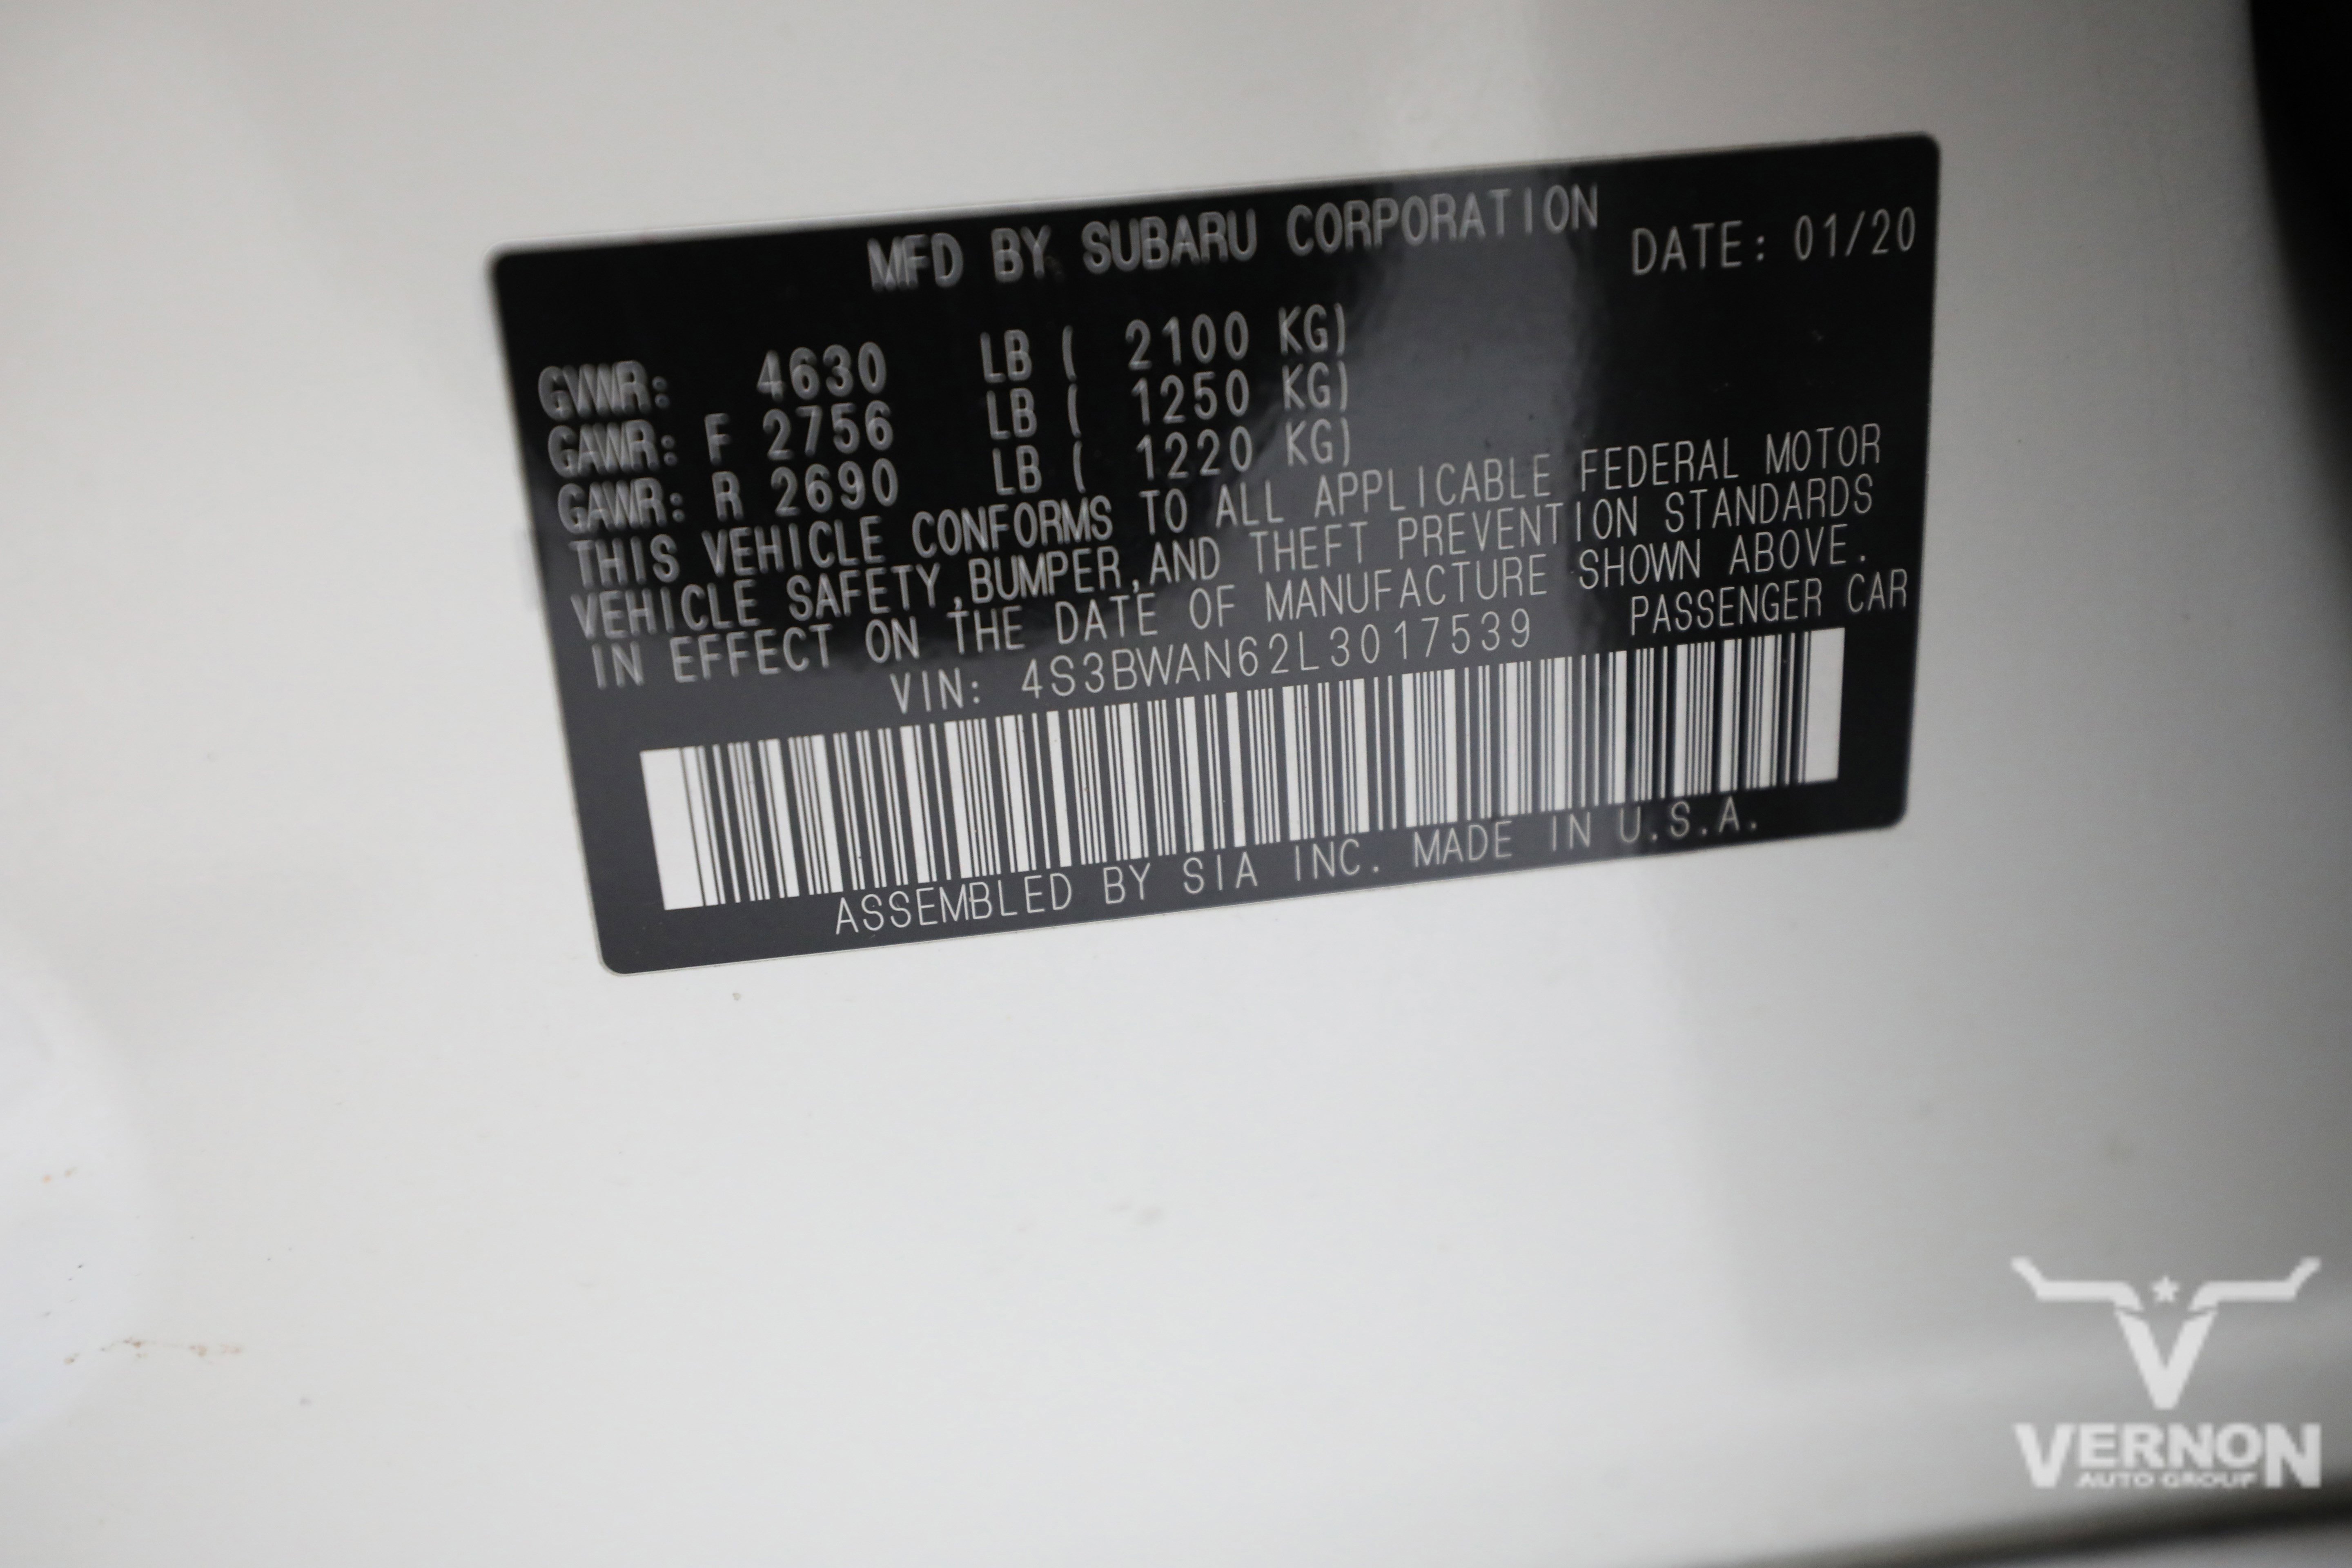 MFD BY SUBARU CORPORATION DATE: 01/20
GVWR: 4630 LB ( 2100 KG)
GAWR: F 2756 LB ( 1250 KG)
GAWR: R 2690 LB ( 1220 KG)
THIS VEHICLE CONFORMS TO ALL APPLICABLE FEDERAL MOTOR
VEHICLE SAFETY,BUMPER,AND THEFT PREVENTION STANDARDS
IN EFFECT ON THE DATE OF MANUFACTURE SHOWN ABOVE.
VIN: 4S3BWAN62L3017539 PASSENGER CAR
ASSEMBLED BY SIA INC. MADE IN U.S.A.
VERNON
AUTO GROUP